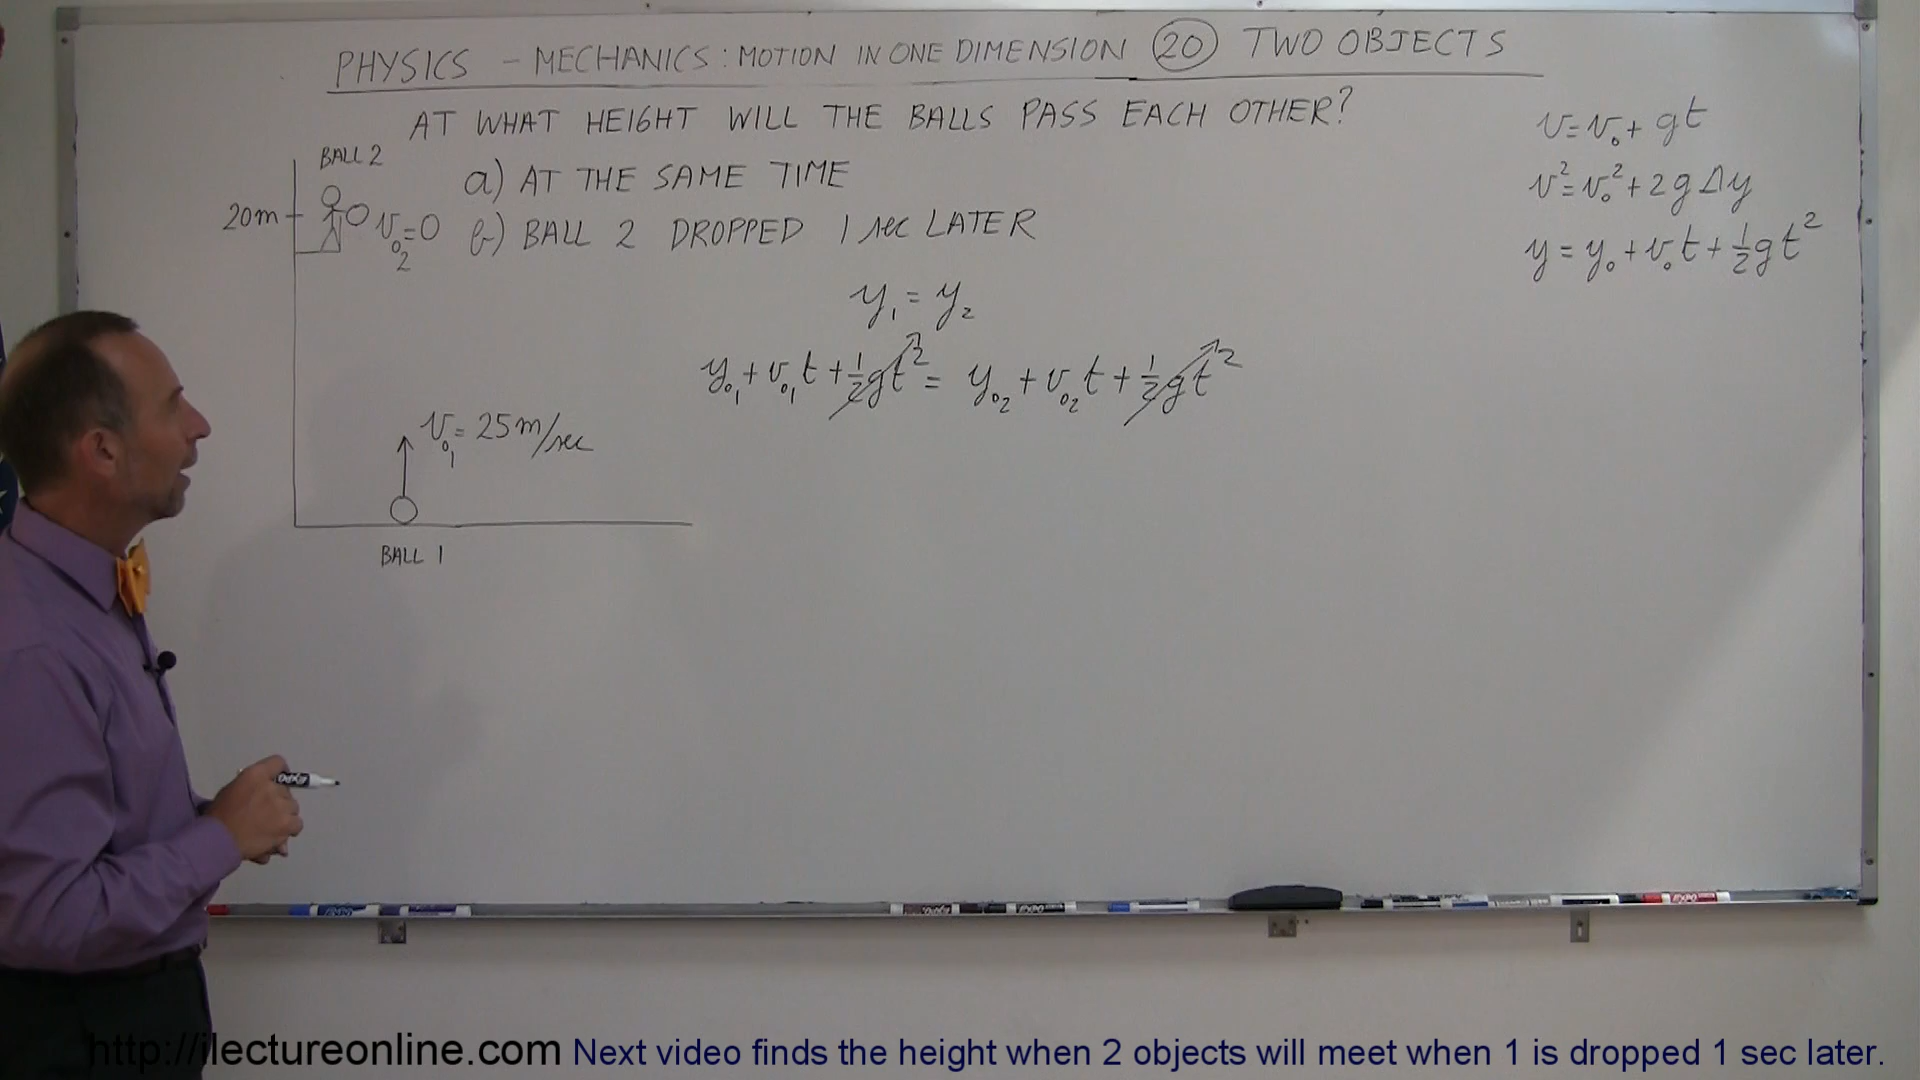 PHYSICS - MECHANICS: MOTION IN ONE DIMENSION 20 TWO OBJECTS
AT WHAT HEIGHT WILL THE BALLS PASS EACH OTHER?
BALL 2
a) AT THE SAME TIME
20m
v₀₂=0
b) BALL 2 DROPPED 1 sec LATER
v=v₀+gt
v²=v₀²+2gΔy
y=y₀+v₀t+½gt²
y₁=y₂
y₀₁+v₀₁t+½gt²=y₀₂+v₀₂t+½gt²
v₀₁=25m/sec
BALL 1
EXPO
http://ilectureonline.com Next video finds the height when 2 objects will meet when 1 is dropped 1 sec later.